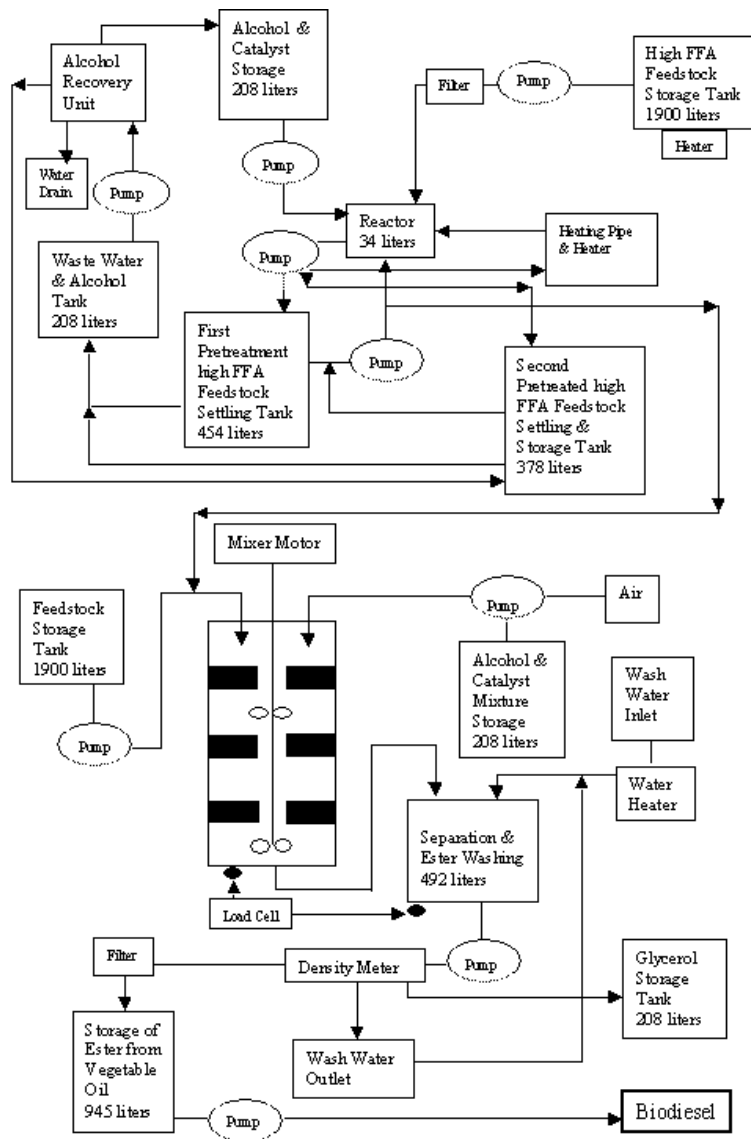 Alcohol
Recovery
Unit
Alcohol &
Catalyst
Storage
208 liters
Filter
Pump
High FFA
Feedstock
Storage Tank
1900 liters
Heater
Water
Drain
Pump
Pump
Reactor
34 liters
Heating Pipe
& Heater
Pump
Waste Water
& Alcohol
Tank
208 liters
First
Pretreatment
high FFA
Feedstock
Settling Tank
454 liters
Pump
Second
Pretreated high
FFA Feedstock
Settling &
Storage Tank
378 liters
Mixer Motor
Feedstock
Storage
Tank
1900 liters
Pump
Pump
Air
Alcohol &
Catalyst
Mixture
Storage
208 liters
Wash
Water
Inlet
Water
Heater
Separation &
Ester Washing
492 liters
Load Cell
Filter
Density Meter
Pump
Glycerol
Storage
Tank
208 liters
Storage of
Ester from
Vegetable
Oil
945 liters
Wash Water
Outlet
Pump
Biodiesel